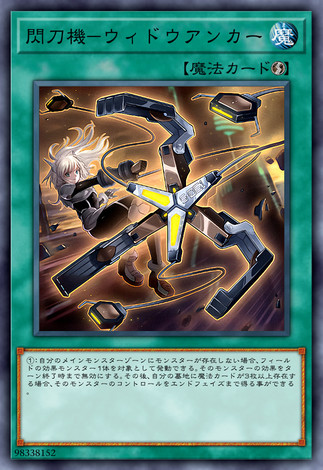 閃刀機-ウィドウアンカー
魔
【魔法カード】
①:自分のメインモンスターゾーンにモンスターが存在しない場合、フィール
ドの効果モンスター1体を対象として発動できる。そのモンスターの効果をタ
ーン終了時まで無効にする。その後、自分の墓地に魔法カードが3枚以上存在す
る場合、そのモンスターのコントロールをエンドフェイズまで得る事ができる
。
98338152